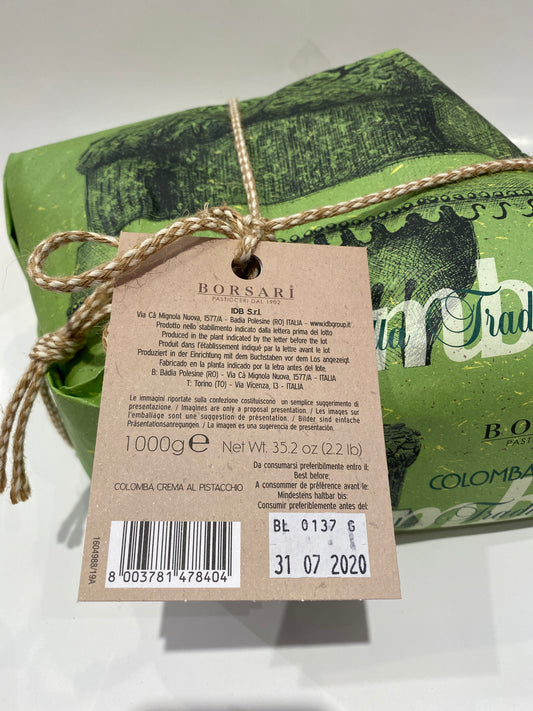 BORSARI
PASTICCERI DAL 1902
IDB S.r.l.
Via Cà Mignola Nuova, 1577/A - Badia Polesine (RO) ITALIA - www.idbgroup.it
Prodotto nello stabilimento indicato dalla lettera prima del lotto
Produced in the plant indicated by the letter before the lot
Produit dans l'établissement indiqué par la lettre avant le lot
Produziert in der Einrichtung mit dem Buchstaben vor dem Los angezeigt
Fabricado en la planta indicado por la letra antes del lote.
B: Badia Polesine (RO) - Via Cà Mignola Nuova, 1577/A - ITALIA
T: Torino (TO) - Via Vicenza, 13 - ITALIA
Le immagini riportate sulla confezione costituiscono un semplice suggerimento di
presentazione. / Images are only a proposal presentation. / Les images sur
l'emballage sont une suggestion de présentation. / Bilder sind einfache
Präsentationsanregungen. / La imagen es una sugerencia de presentación.
1000g e Net Wt. 35.2 oz (2.2 lb)
Da consumarsi preferibilmente entro il:
Best before:
A consommer de préférence avant le:
Mindestens haltbar bis:
Consumir preferiblemente antes del:
COLOMBA CREMA AL PISTACCHIO
BL 0137 G
31 07 2020
1604988/19A
8 003781 478404
Trad
BO
PAST
COLOMBA
Trad